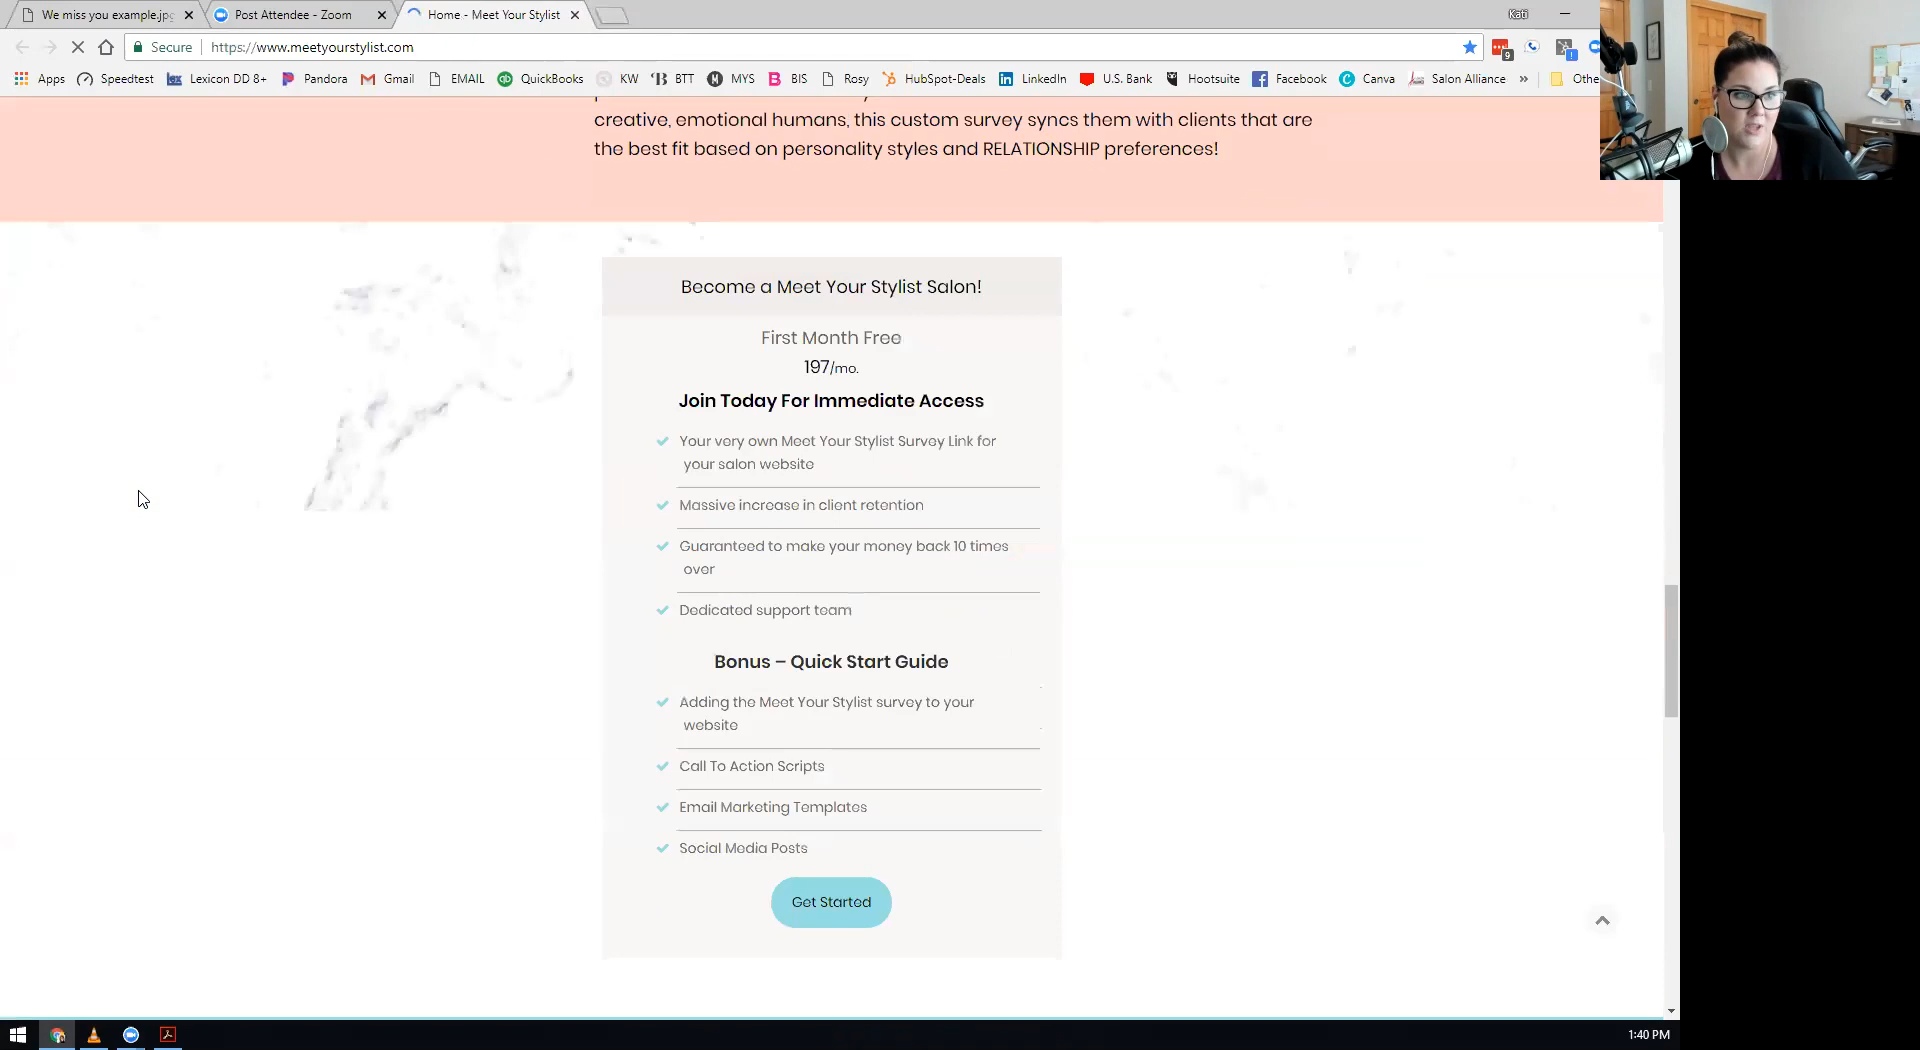 We miss you example.jpg
Post Attendee - Zoom
Home - Meet Your Stylist
Kati
Secure
https://www.meetyourstylist.com
9
Apps
Speedtest
lex
Lexicon DD 8+
Pandora
Gmail
EMAIL
qb
QuickBooks
KW
BTT
MYS
BIS
Rosy
HubSpot-Deals
in
LinkedIn
U.S. Bank
Hootsuite
Facebook
Canva
Salon Alliance
»
Othe
creative, emotional humans, this custom survey syncs them with clients that are
the best fit based on personality styles and RELATIONSHIP preferences!
Become a Meet Your Stylist Salon!
First Month Free
197/mo.
Join Today For Immediate Access
Your very own Meet Your Stylist Survey Link for
your salon website
Massive increase in client retention
Guaranteed to make your money back 10 times
over
Dedicated support team
Bonus – Quick Start Guide
Adding the Meet Your Stylist survey to your
website
Call To Action Scripts
Email Marketing Templates
Social Media Posts
Get Started
1:40 PM